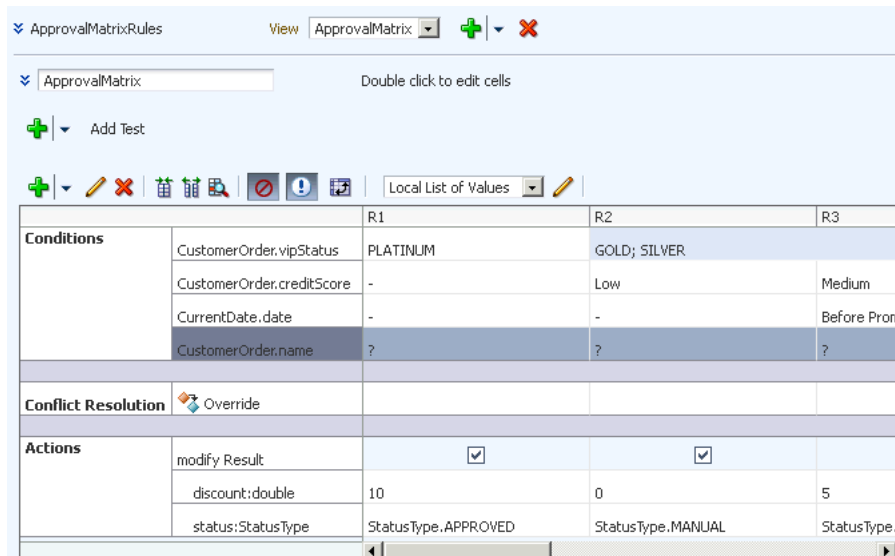 ApprovalMatrixRules View ApprovalMatrix
ApprovalMatrix Double click to edit cells
Add Test
Local List of Values
R1 R2 R3
Conditions
CustomerOrder.vipStatus PLATINUM GOLD; SILVER
CustomerOrder.creditScore - Low Medium
CurrentDate.date - - Before Pron
CustomerOrder.name ? ? ?
Conflict Resolution Override
Actions
modify Result
discount:double 10 0 5
status:StatusType StatusType.APPROVED StatusType.MANUAL StatusType.